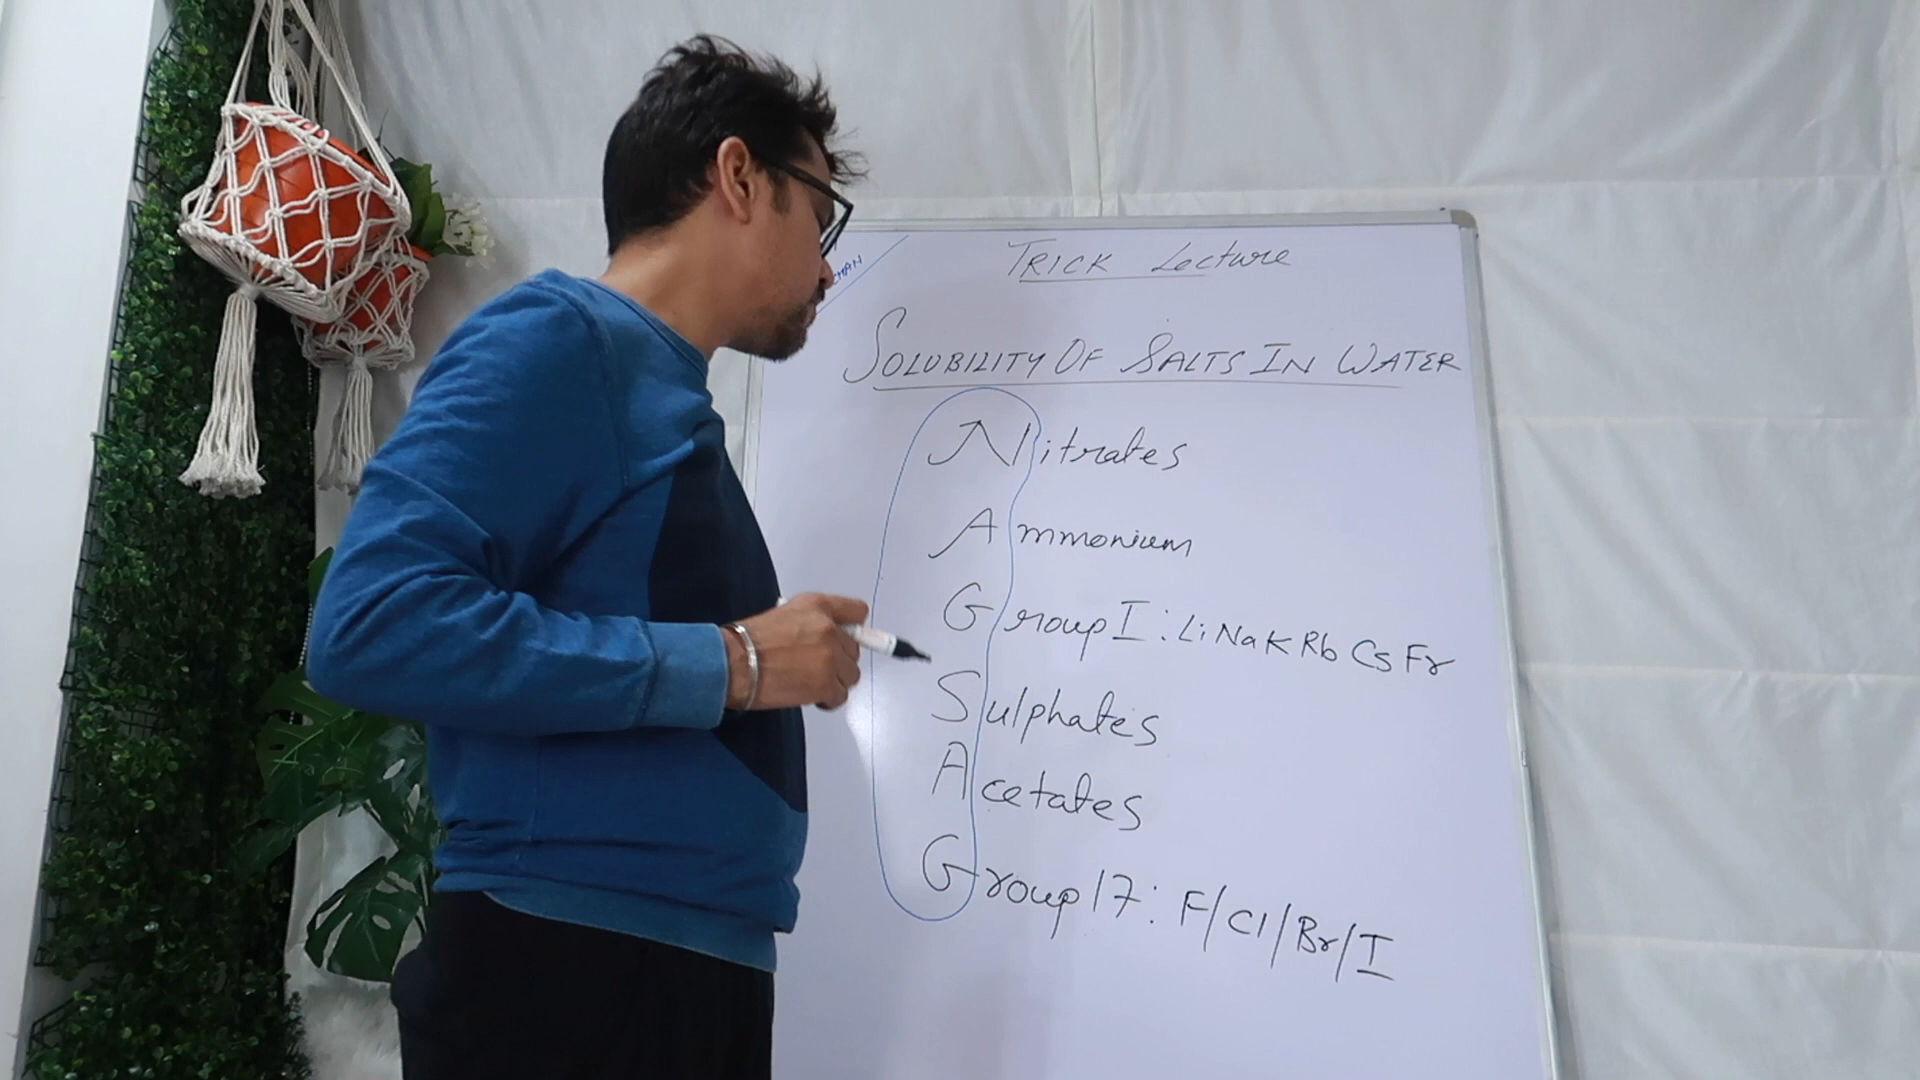 TRICK Lecture
SOLUBILITY OF SALTS IN WATER
Nitrates
Ammonium
Group I : Li Na K Rb Cs Fr
Sulphates
Acetates
Group 17 : F/Cl/Br/I